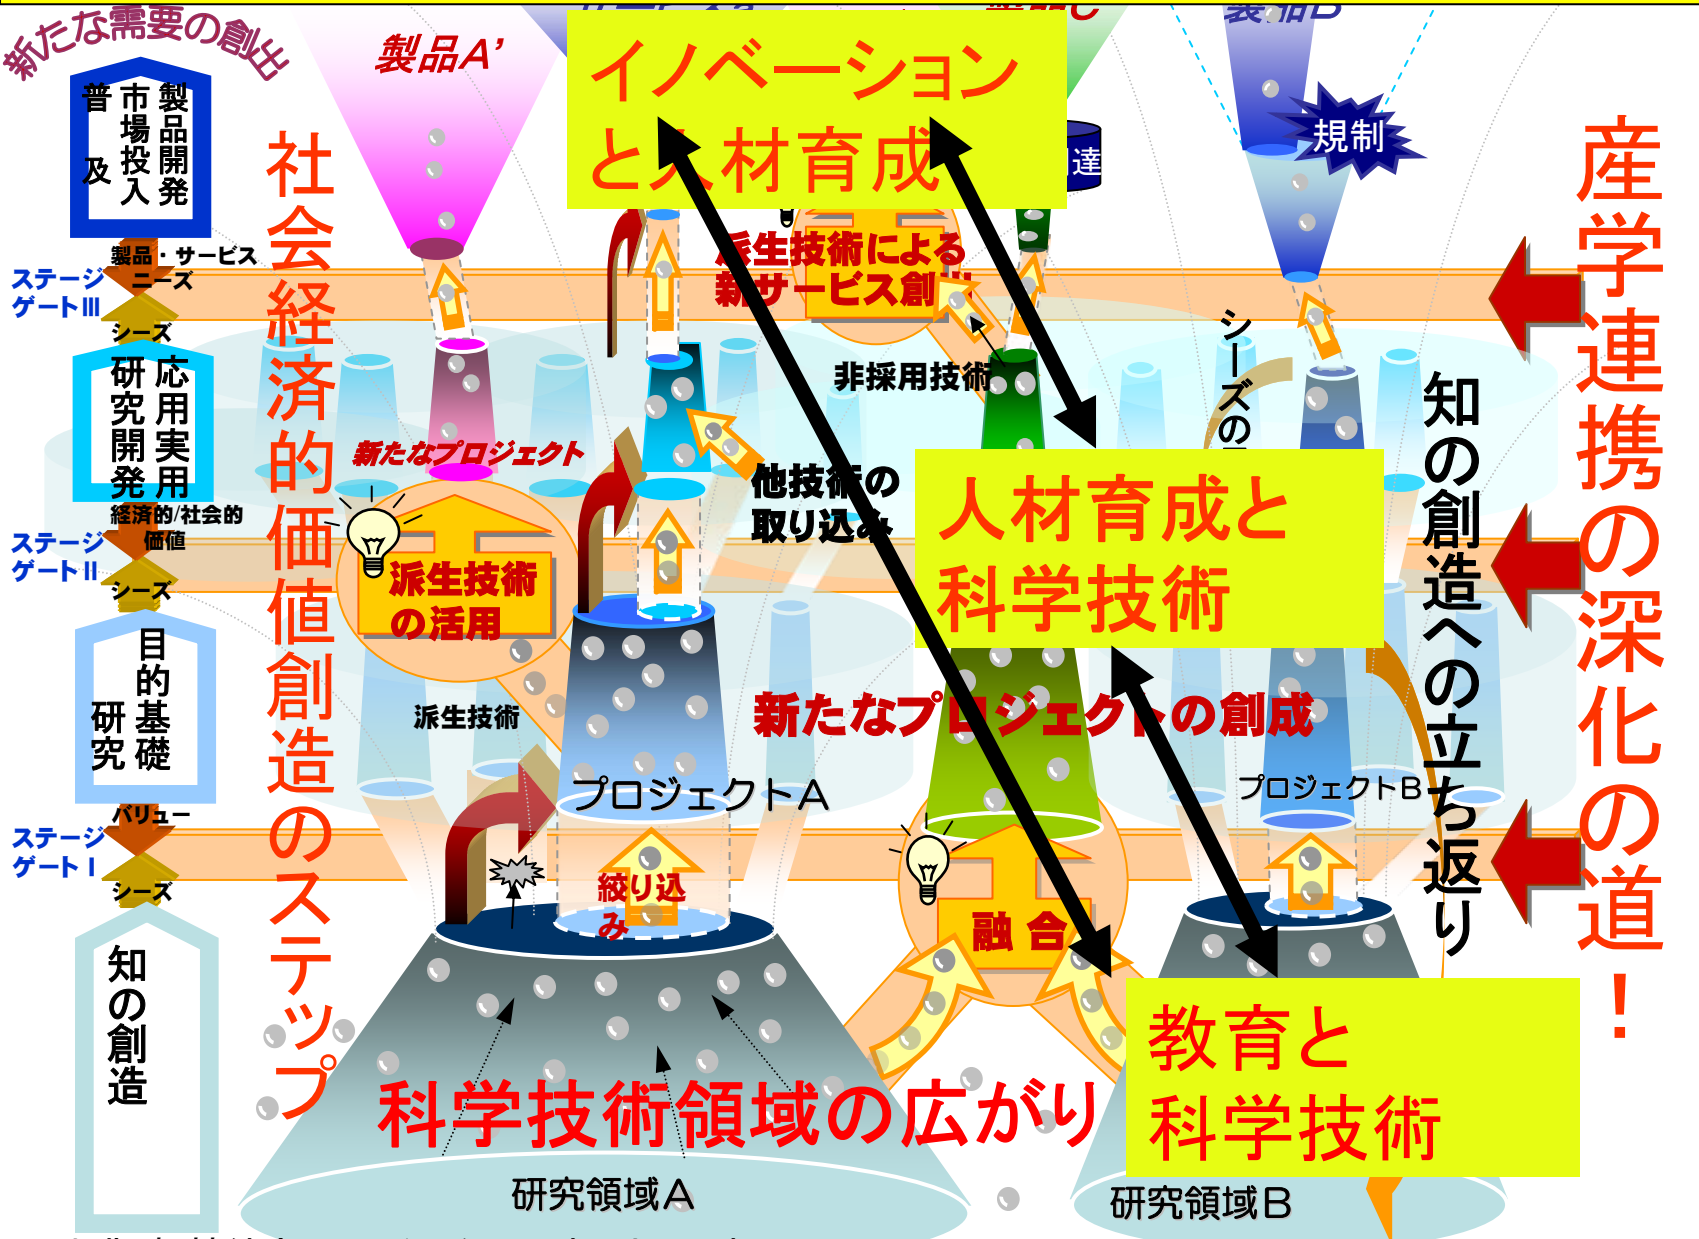 新たな需要の創出
製品A’
イノベーション
と人材育成
達
規制
製品開発
市場投入
普及
製品・サービス
ニーズ
ステージ
ゲートⅢ
シーズ
派生技術による
新サービス創出
非採用技術
応用実用
研究開発
新たなプロジェクト
他技術の
取り込み
シーズの
経済的/社会的
価値
ステージ
ゲートⅡ
シーズ
派生技術
の活用
人材育成と
科学技術
目的基礎
研究
派生技術
新たなプロジェクトの創成
プロジェクトA
プロジェクトB
バリュー
ステージ
ゲートⅠ
シーズ
絞り込
み
融合
知の創造
教育と
科学技術
科学技術領域の広がり
研究領域A
研究領域B
社会経済的価値創造のステップ
知の創造への立ち返り
産学連携の深化の道！